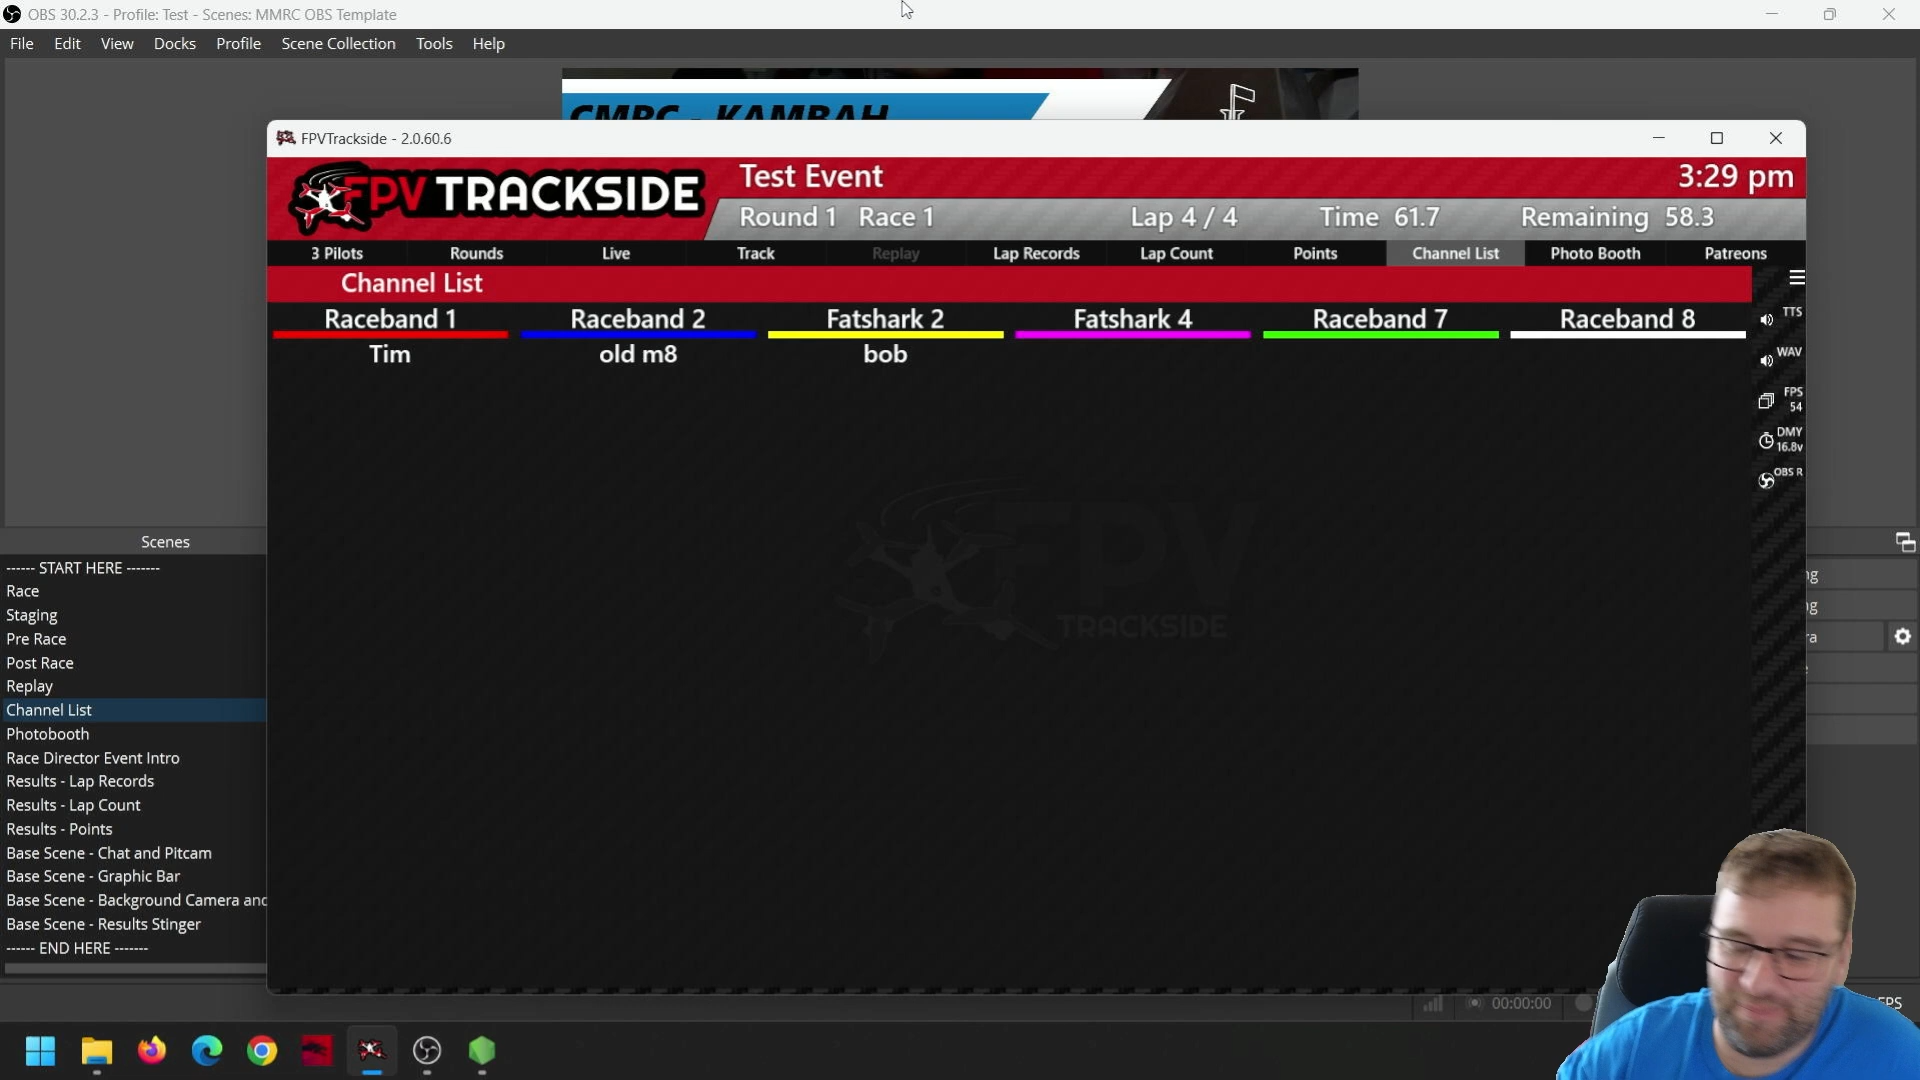 OBS 30.2.3 - Profile: Test - Scenes: MMRC OBS Template
File Edit View Docks Profile Scene Collection Tools Help
CMRC - KAMBAH
FPVTrackside - 2.0.60.6
FPV TRACKSIDE
Test Event
3:29 pm
Round 1 Race 1 Lap 4 / 4 Time 61.7 Remaining 58.3
3 Pilots Rounds Live Track Replay Lap Records Lap Count Points Channel List Photo Booth Patreons
Channel List
Raceband 1 Raceband 2 Fatshark 2 Fatshark 4 Raceband 7 Raceband 8
Tim old m8 bob
TTS
WAV
FPS
54
DMY
16.8v
OBS R
FPV
TRACKSIDE
Scenes
------ START HERE -------
Race
Staging
Pre Race
Post Race
Replay
Channel List
Photobooth
Race Director Event Intro
Results - Lap Records
Results - Lap Count
Results - Points
Base Scene - Chat and Pitcam
Base Scene - Graphic Bar
Base Scene - Background Camera and
Base Scene - Results Stinger
------ END HERE -------
00:00:00
FPS